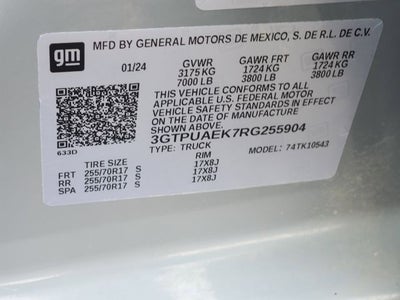 gm
MFD BY GENERAL MOTORS DE MEXICO, S. DE R.L. DE C.V.
01/24 GVWR GAWR FRT GAWR RR
3175 KG 1724 KG 1724 KG
7000 LB 3800 LB 3800 LB
THIS VEHICLE CONFORMS TO ALL
APPLICABLE U.S. FEDERAL MOTOR
VEHICLE SAFETY STANDARDS IN EFFECT
ON THE DATE OF MANUFACTURE
SHOWN ABOVE.
3GTPUAEK7RG255904
633D
TYPE: TRUCK MODEL: 74TK10543
TIRE SIZE RIM
FRT 255/70R17 S 17X8J
RR 255/70R17 S 17X8J
SPA 255/70R17 S 17X8J